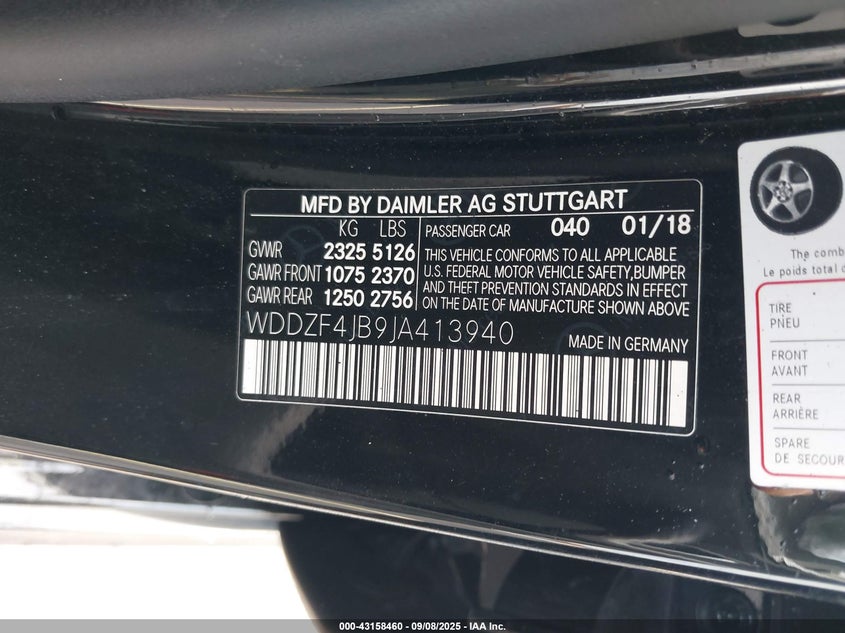 MFD BY DAIMLER AG STUTTGART
KG LBS
GVWR 2325 5126
GAWR FRONT 1075 2370
GAWR REAR 1250 2756
PASSENGER CAR 040 01/18
THIS VEHICLE CONFORMS TO ALL APPLICABLE
U.S. FEDERAL MOTOR VEHICLE SAFETY,BUMPER
AND THEFT PREVENTION STANDARDS IN EFFECT
ON THE DATE OF MANUFACTURE SHOWN ABOVE
WDDZF4JB9JA413940
MADE IN GERMANY
The
Le poids total
TIRE
PNEU
FRONT
AVANT
REAR
ARRIÈRE
SPARE
DE SECOUR
000-43158460 - 09/08/2025 - IAA Inc.